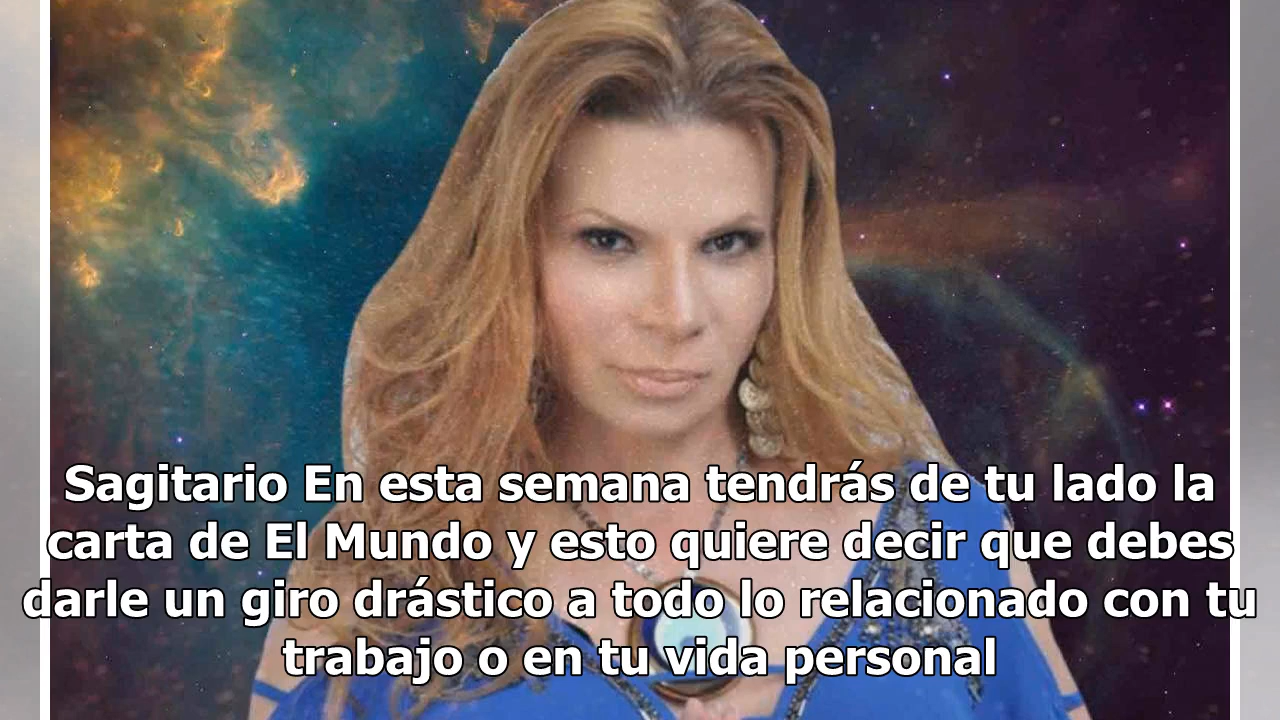 Sagitario En esta semana tendrás de tu lado la
carta de El Mundo y esto quiere decir que debes
darle un giro drástico a todo lo relacionado con tu
trabajo o en tu vida personal